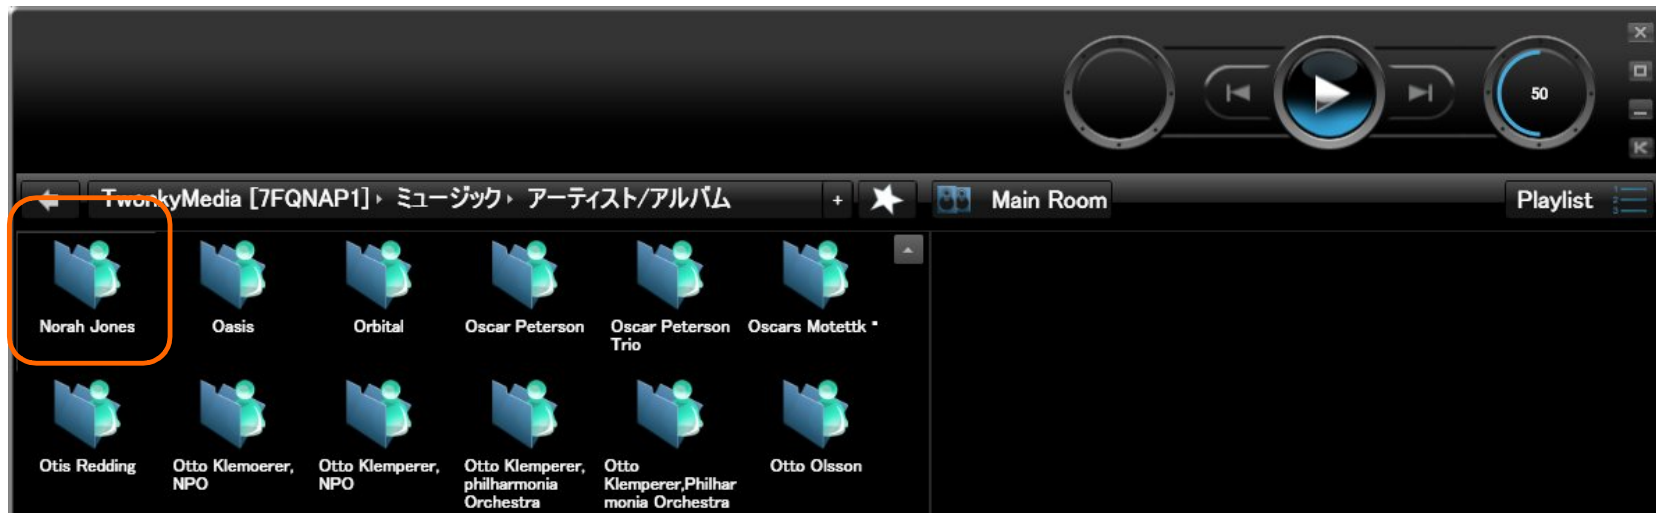 50
TwonkyMedia [7FQNAP1] ミュージック アーティスト/アルバム
+
Main Room
Playlist
Norah Jones
Oasis
Orbital
Oscar Peterson
Oscar Peterson
Trio
Oscars Motettk
Otis Redding
Otto Klemoerer,
NPO
Otto Klemperer,
NPO
Otto Klemperer,
philharmonia
Orchestra
Otto
Klemperer,Philhar
monia Orchestra
Otto Olsson